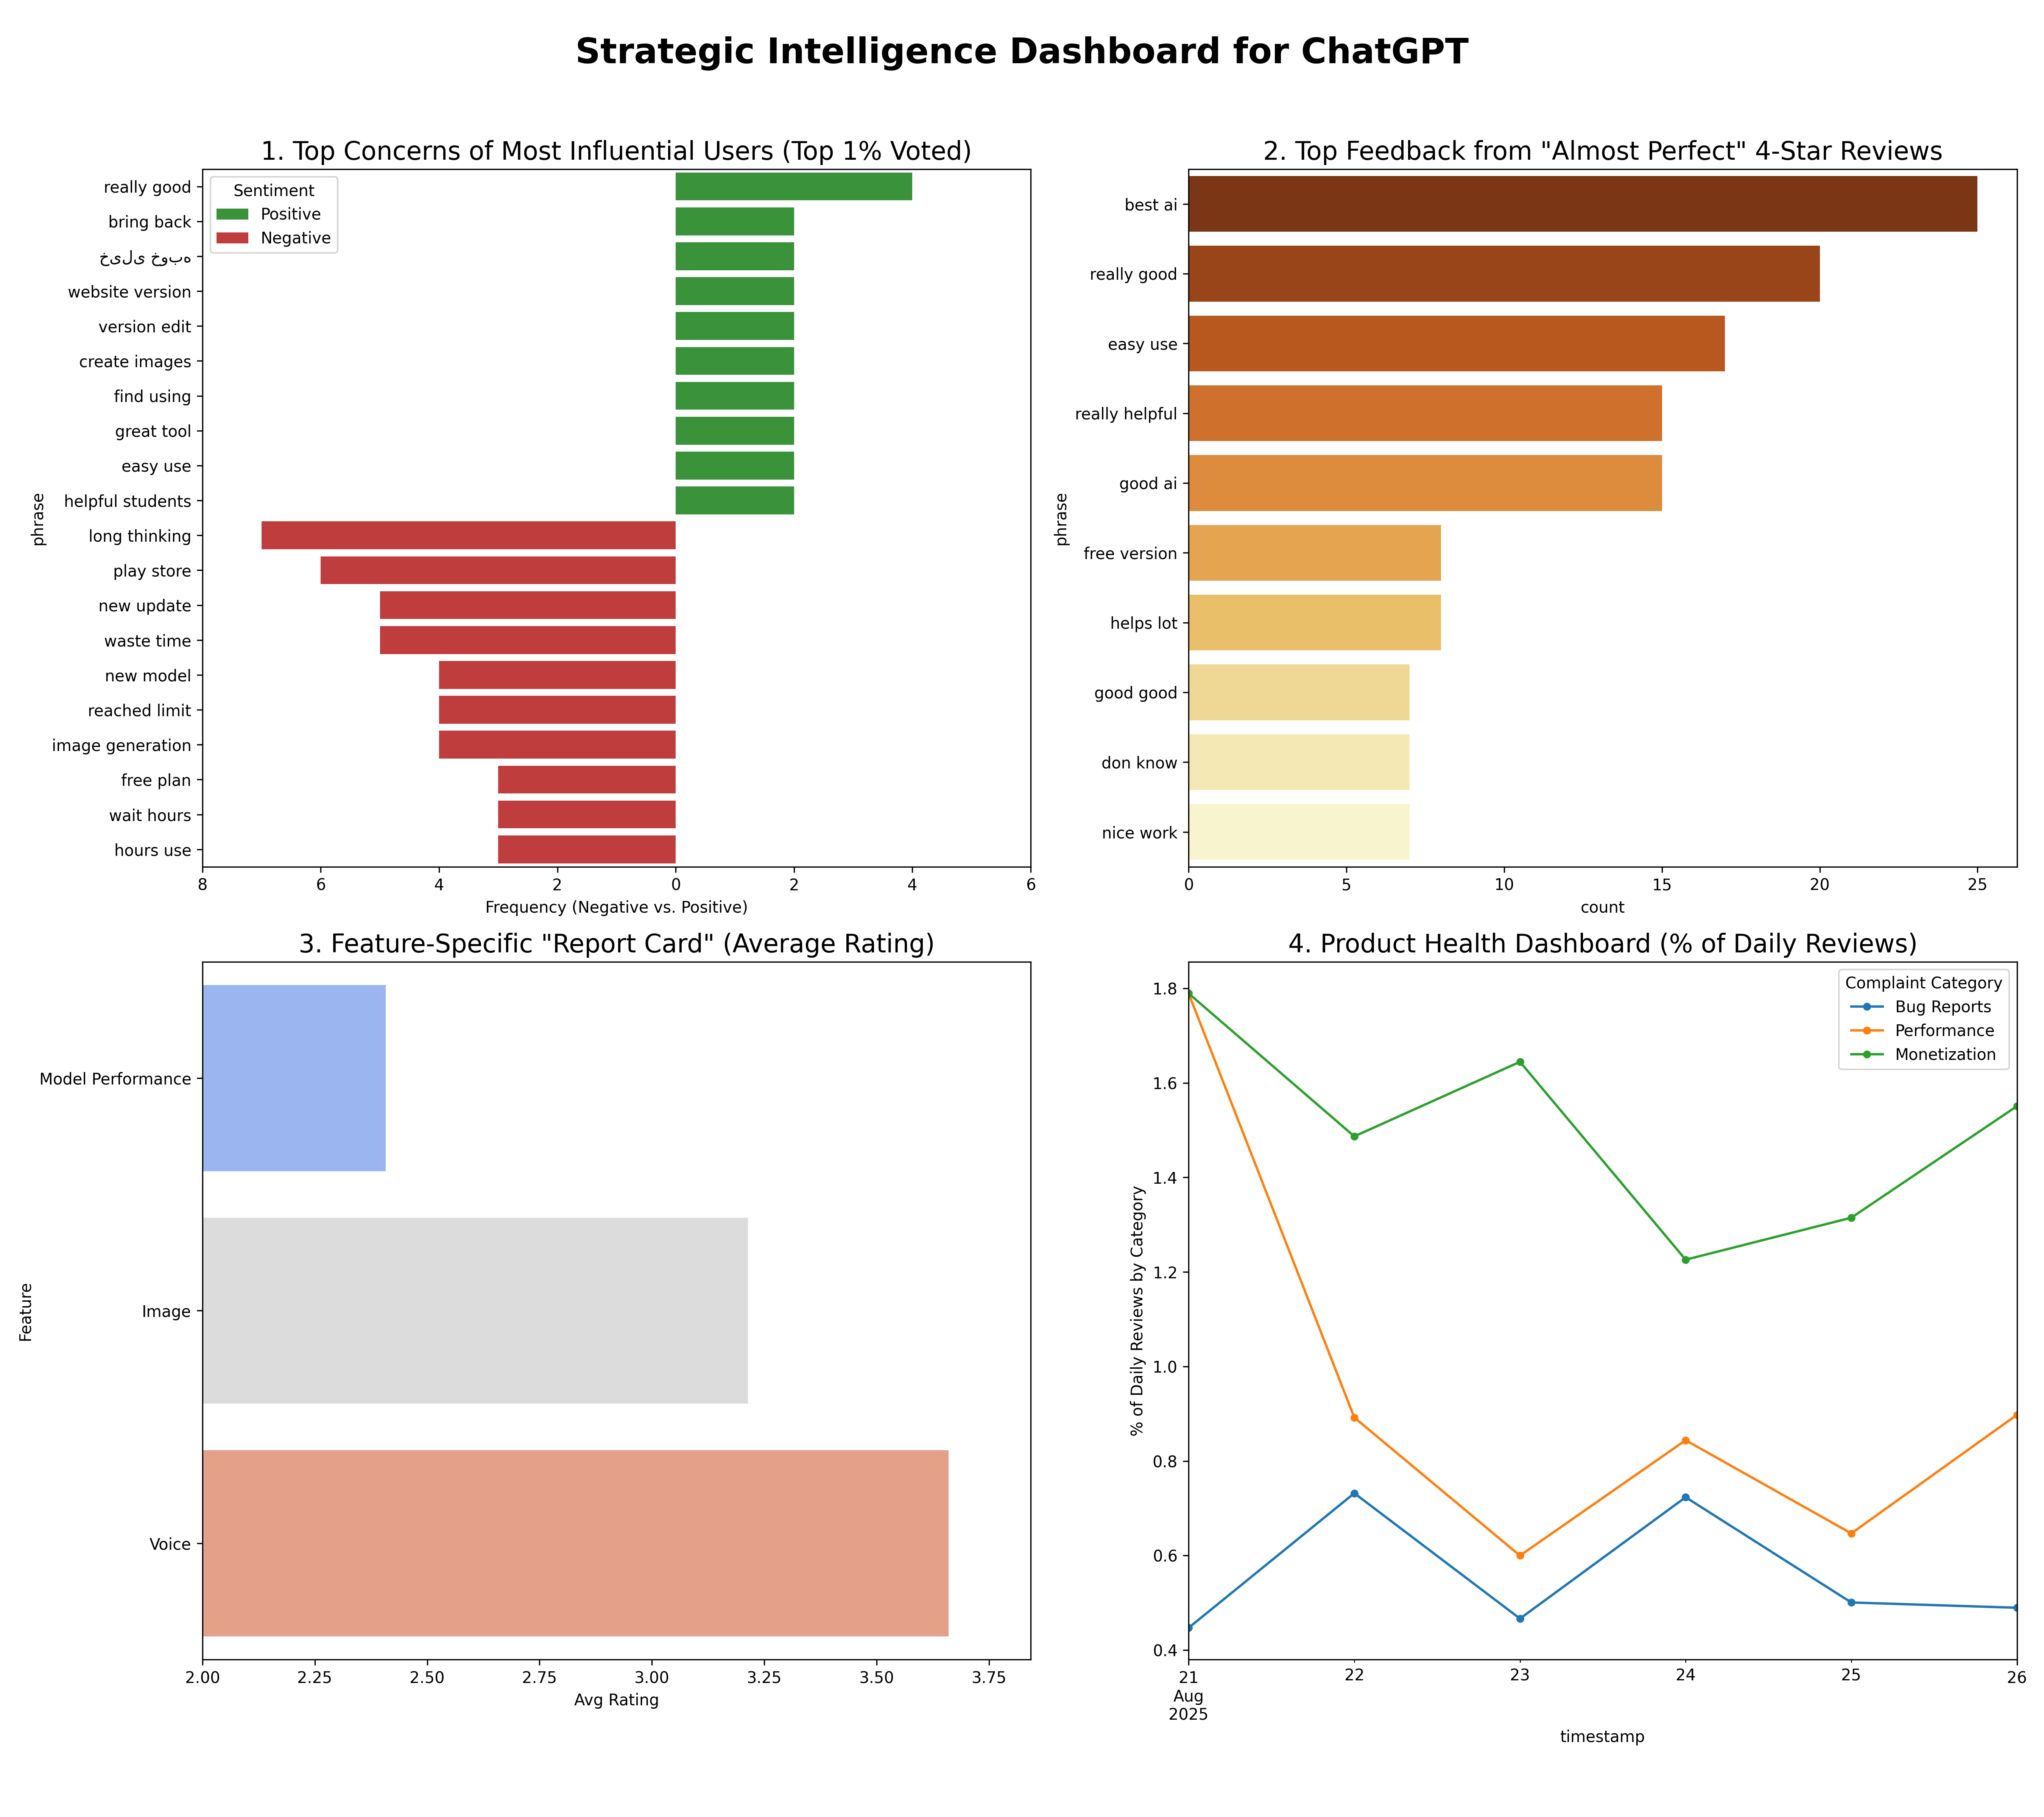 Strategic Intelligence Dashboard for ChatGPT
1. Top Concerns of Most Influential Users (Top 1% Voted)
Sentiment
Positive
Negative
phrase
really good
bring back
خیلی خوبه
website version
version edit
create images
find using
great tool
easy use
helpful students
long thinking
play store
new update
waste time
new model
reached limit
image generation
free plan
wait hours
hours use
8 6 4 2 0 2 4 6
Frequency (Negative vs. Positive)
2. Top Feedback from "Almost Perfect" 4-Star Reviews
phrase
best ai
really good
easy use
really helpful
good ai
free version
helps lot
good good
don know
nice work
0 5 10 15 20 25
count
3. Feature-Specific "Report Card" (Average Rating)
Feature
Model Performance
Image
Voice
2.00 2.25 2.50 2.75 3.00 3.25 3.50 3.75
Avg Rating
4. Product Health Dashboard (% of Daily Reviews)
Complaint Category
Bug Reports
Performance
Monetization
% of Daily Reviews by Category
1.8
1.6
1.4
1.2
1.0
0.8
0.6
0.4
21 22 23 24 25 26
Aug
2025
timestamp